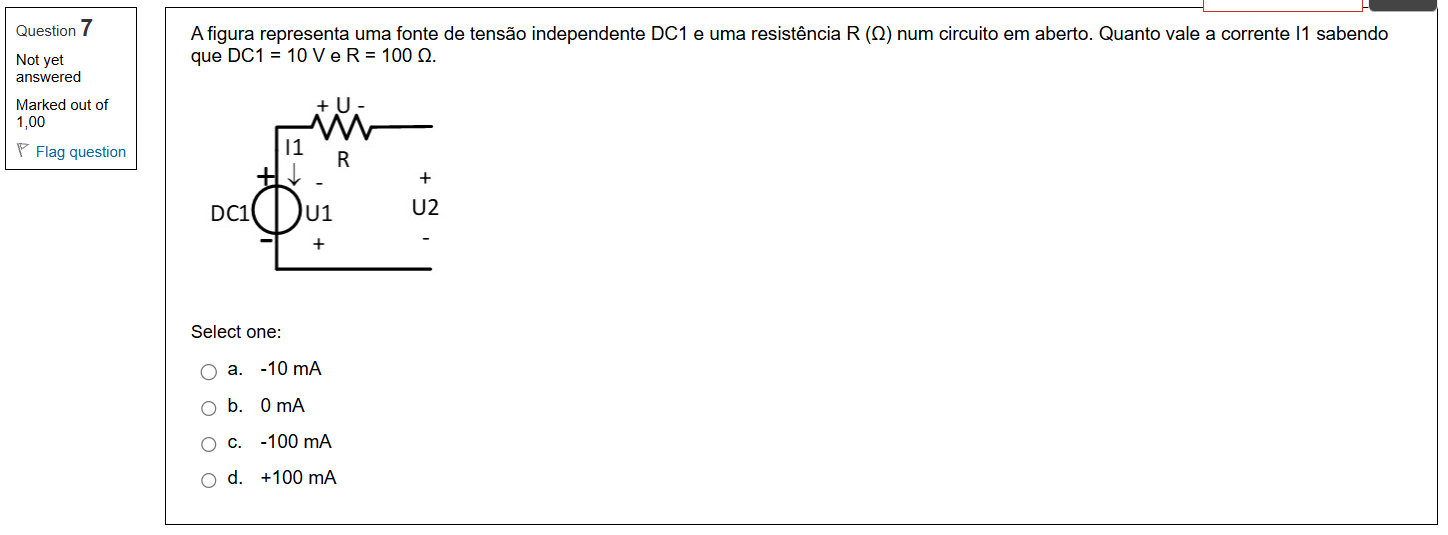 Question 7
Not yet
answered
Marked out of
1,00
Flag question
A figura representa uma fonte de tensão independente DC1 e uma resistência R (Ω) num circuito em aberto. Quanto vale a corrente I1 sabendo
que DC1 = 10 V e R = 100 Ω.
+ U -
I1
R
+
-
+
DC1
U1
U2
-
+
-
Select one:
a. -10 mA
b. 0 mA
c. -100 mA
d. +100 mA